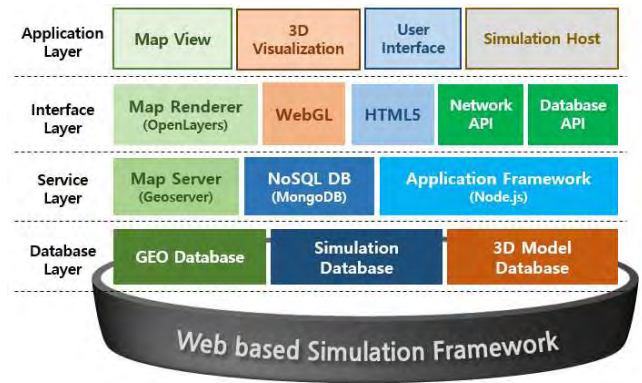 Application
Layer
Map View
3D
Visualization
User
Interface
Simulation Host
Interface
Layer
Map Renderer
(OpenLayers)
WebGL
HTML5
Network
API
Database
API
Service
Layer
Map Server
(Geoserver)
NoSQL DB
(MongoDB)
Application Framework
(Node.js)
Database
Layer
GEO Database
Simulation
Database
3D Model
Database
Web based Simulation Framework